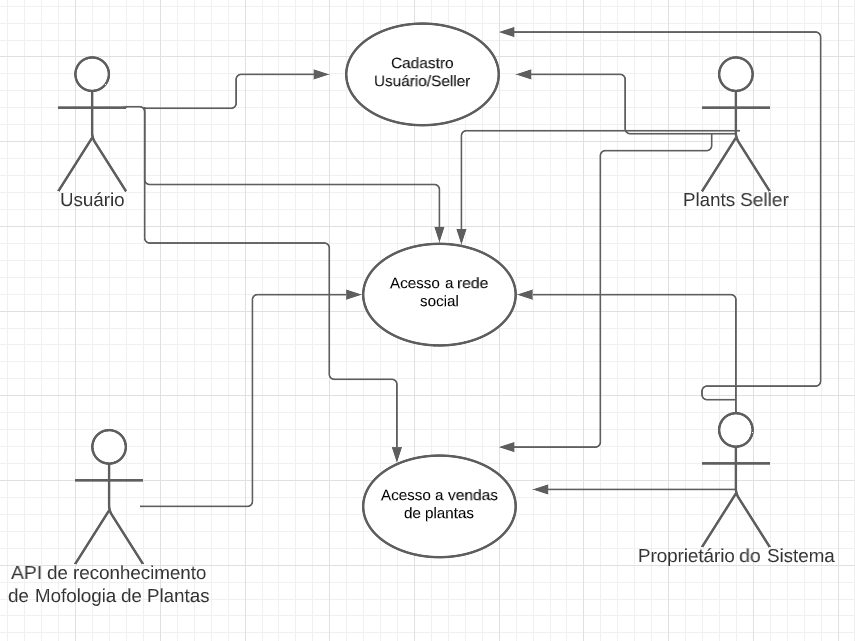 Cadastro
Usuário/Seller
Usuário
Plants Seller
Acesso a rede
social
Acesso a vendas
de plantas
Proprietário do Sistema
API de reconhecimento
de Mofologia de Plantas